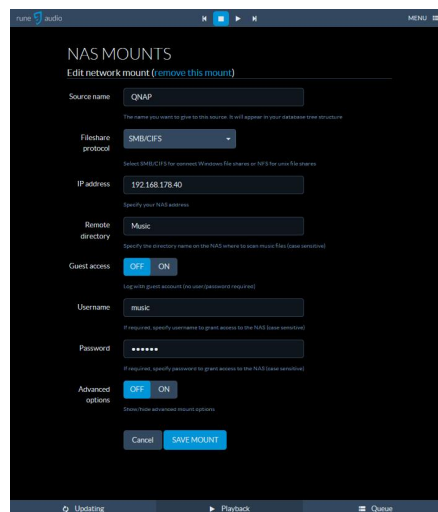 rune audio
MENU
NAS MOUNTS
Edit network mount (remove this mount)
Source name
QNAP
The name you want to give to this source. It will appear in your database tree structure
Fileshare
protocol
SMB/CIFS
Select SMB/CIFS for connect Windows file shares or NFS for unix file shares
IP address
192.168.178.40
Specify your NAS address
Remote
directory
Music
Specify the directory name on the NAS where to scan music files (case sensitive)
Guest access
OFF ON
Log with guest account (no user/password required)
Username
music
If required, specify username to grant access to the NAS (case sensitive)
Password
••••••
If required, specify password to grant access to the NAS (case sensitive)
Advanced
options
OFF ON
Show/hide advanced mount options
Cancel SAVE MOUNT
Updating Playback Queue